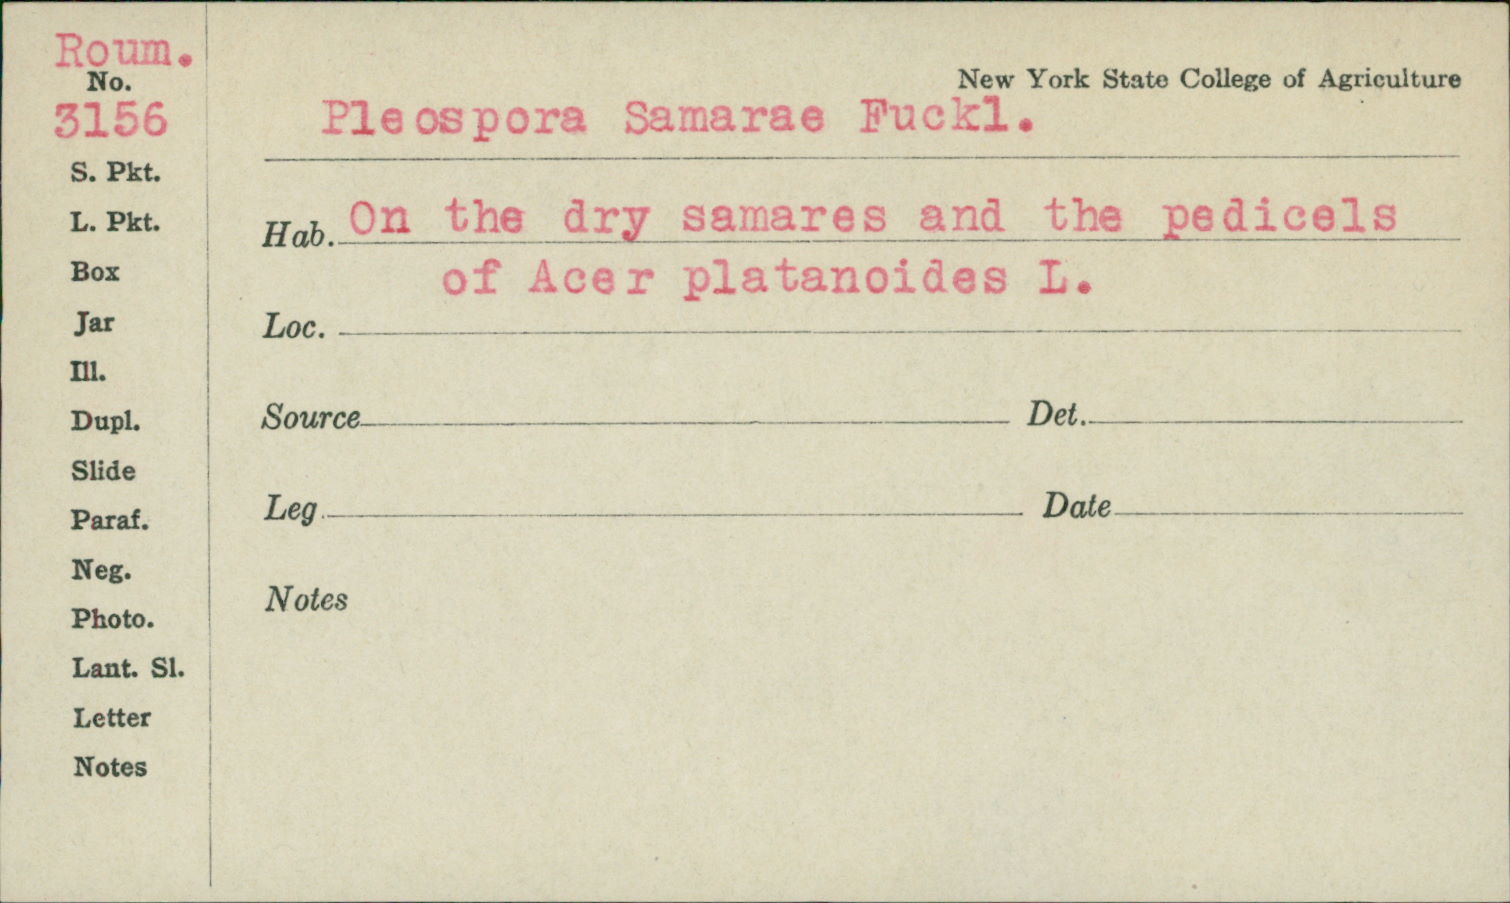 Roum.
No.
3156
S. Pkt.
L. Pkt.
Box
Jar
Ill.
Dupl.
Slide
Paraf.
Neg.
Photo.
Lant. Sl.
Letter
Notes
New York State College of Agriculture
Pleospora Samarae Fuckl.
Hab. On the dry samares and the pedicels
of Acer platanoides L.
Loc.
Source Det.
Leg. Date
Notes